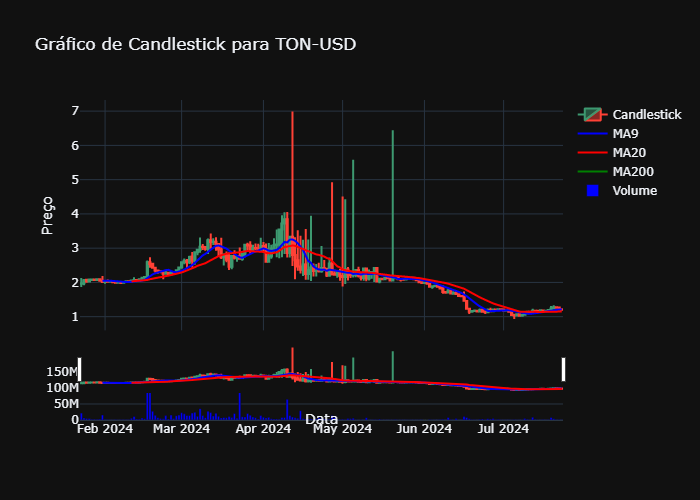 Gráfico de Candlestick para TON-USD
Candlestick
MA9
MA20
MA200
Volume
Preço
7
6
5
4
3
2
1
150M
100M
50M
0
Feb 2024 Mar 2024 Apr 2024 May 2024 Jun 2024 Jul 2024
Data